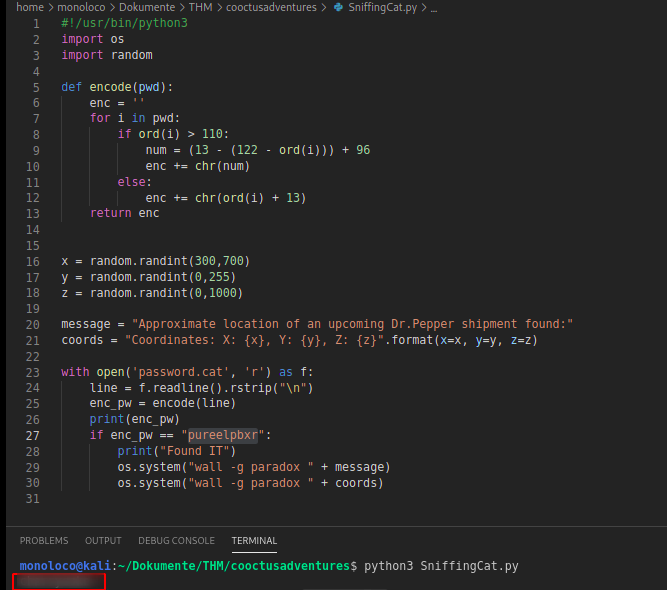 home > monoloco > Dokumente > THM > cooctusadventures > SniffingCat.py > ...
1 #!/usr/bin/python3
2 import os
3 import random
4
5 def encode(pwd):
6     enc = ''
7     for i in pwd:
8         if ord(i) > 110:
9             num = (13 - (122 - ord(i))) + 96
10             enc += chr(num)
11         else:
12             enc += chr(ord(i) + 13)
13     return enc
14
15
16 x = random.randint(300,700)
17 y = random.randint(0,255)
18 z = random.randint(0,1000)
19
20 message = "Approximate location of an upcoming Dr.Pepper shipment found:"
21 coords = "Coordinates: X: {x}, Y: {y}, Z: {z}".format(x=x, y=y, z=z)
22
23 with open('password.cat', 'r') as f:
24     line = f.readline().rstrip("\n")
25     enc_pw = encode(line)
26     print(enc_pw)
27     if enc_pw == "pureelpbxr":
28         print("Found IT")
29         os.system("wall -g paradox " + message)
30         os.system("wall -g paradox " + coords)
31
PROBLEMS OUTPUT DEBUG CONSOLE TERMINAL
monoloco@kali:~/Dokumente/THM/cooctusadventures$ python3 SniffingCat.py